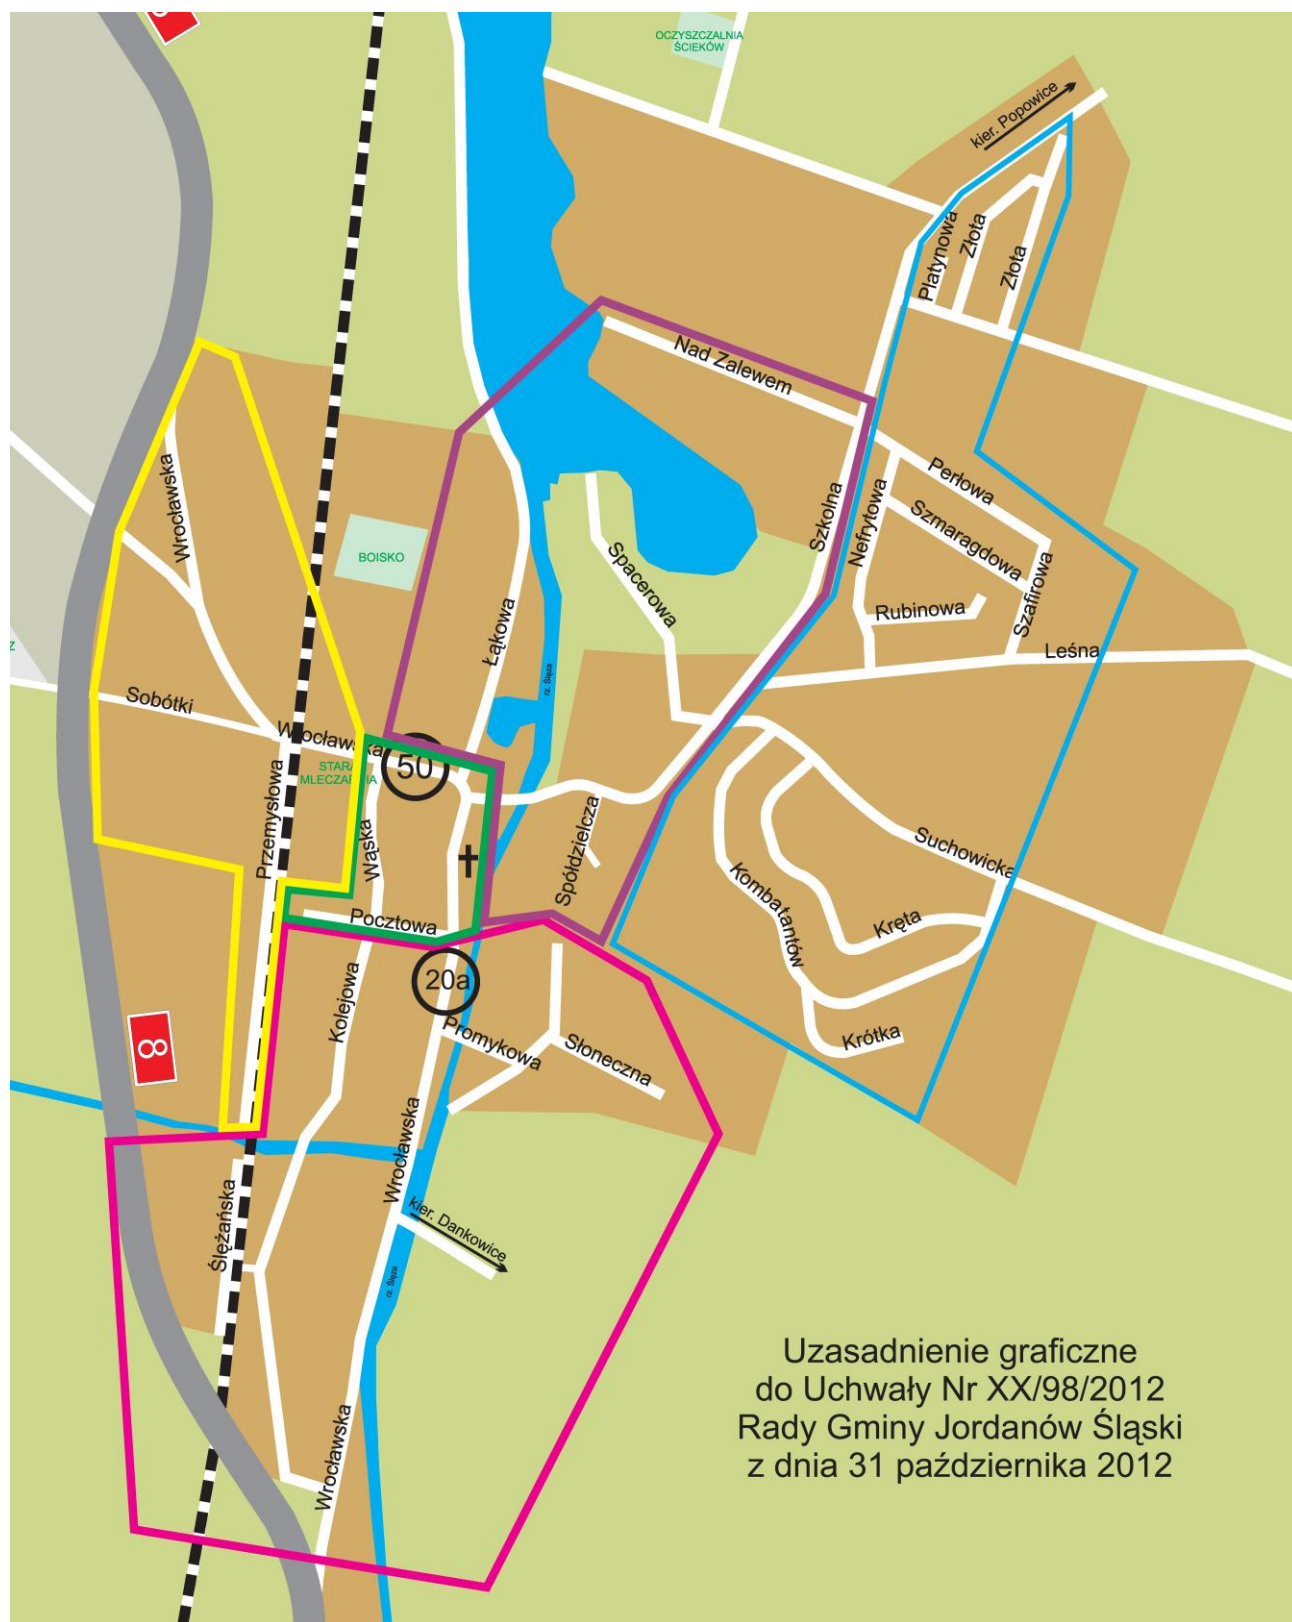 OCZYSZCZALNIA
ŚCIEKÓW
kier. Popowice
Platynowa
Złota
Złota
Nad Zalewem
Wrocławska
BOISKO
Szkolna
Perłowa
Nefrytowa
Szmaragdowa
Spacerowa
Rubinowa
Szafirowa
Leśna
Łąkowa
rz. Ślęza
Z
Sobótki
Wrocławska
50
STARA
MLECZARNIA
Przemysłowa
Wąska
Spółdzielcza
Suchowicka
Kombatantów
Kręta
Pocztowa
20a
Kolejowa
Promykowa
Słoneczna
Krótka
8
Wrocławska
Ślężańska
kier. Dankowice
rz. Ślęza
Wrocławska
Uzasadnienie graficzne
do Uchwały Nr XX/98/2012
Rady Gminy Jordanów Śląski
z dnia 31 października 2012